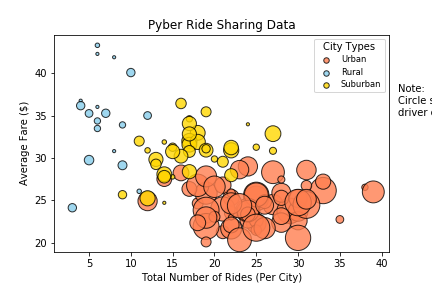 Pyber Ride Sharing Data
City Types
Urban
Rural
Suburban
Note:
Circle
driver
Average Fare ($)
40
35
30
25
20
5 10 15 20 25 30 35 40
Total Number of Rides (Per City)